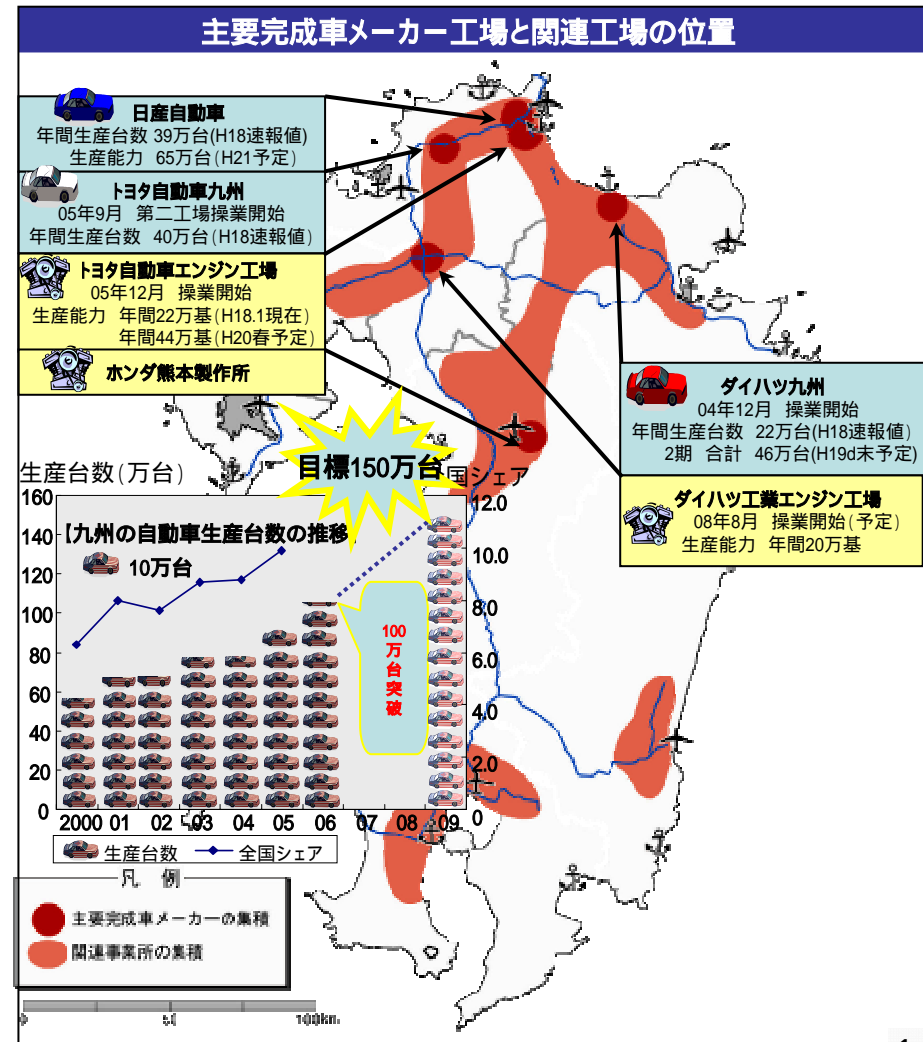 主要完成車メーカー工場と関連工場の位置
日産自動車
年間生産台数 39万台(H18速報値)
生産能力 65万台(H21予定)
トヨタ自動車九州
05年9月 第二工場操業開始
年間生産台数 40万台(H18速報値)
トヨタ自動車エンジン工場
05年12月 操業開始
生産能力 年間22万基(H18.1現在)
年間44万基(H20春予定)
ホンダ熊本製作所
ダイハツ九州
04年12月 操業開始
年間生産台数 22万台(H18速報値)
2期 合計 46万台(H19d末予定)
ダイハツ工業エンジン工場
08年8月 操業開始(予定)
生産能力 年間20万基
目標150万台
生産台数(万台)
国シェア
【九州の自動車生産台数の推移
10万台
100万台突破
160
140
120
100
80
60
40
20
0
12.0
10.0
8.0
6.0
4.0
2.0
0
2000 01 02 03 04 05 06 07 08 09
生産台数 全国シェア
凡 例
主要完成車メーカーの集積
関連事業所の集積
0 50 100km